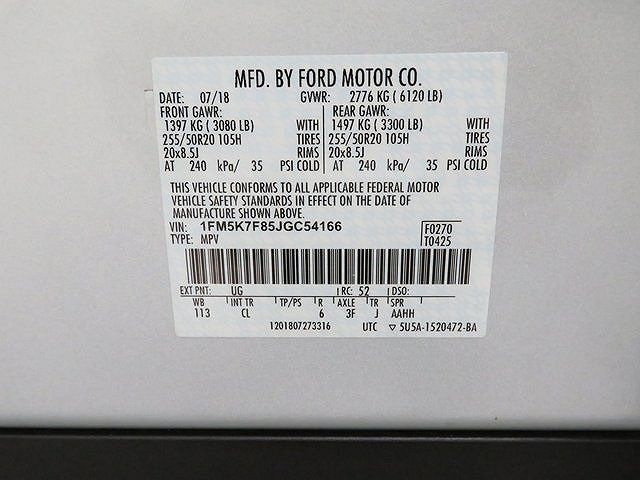 MFD. BY FORD MOTOR CO.
DATE: 07/18 GVWR: 2776 KG ( 6120 LB)
FRONT GAWR: REAR GAWR:
1397 KG ( 3080 LB) WITH 1497 KG ( 3300 LB) WITH
255/50R20 105H TIRES 255/50R20 105H TIRES
20x8.5J RIMS 20x8.5J RIMS
AT 240 kPa/ 35 PSI COLD AT 240 kPa/ 35 PSI COLD
THIS VEHICLE CONFORMS TO ALL APPLICABLE FEDERAL MOTOR
VEHICLE SAFETY STANDARDS IN EFFECT ON THE DATE OF
MANUFACTURE SHOWN ABOVE.
VIN: 1FM5K7F85JGC54166 F0270
TYPE: MPV T0425
EXT PNT: UG RC: 52 DSO:
WB INT TR TP/PS R AXLE TR SPR
113 CL 6 3F J AAHH
1201807273316 UTC ▽ 5U5A-1520472-BA